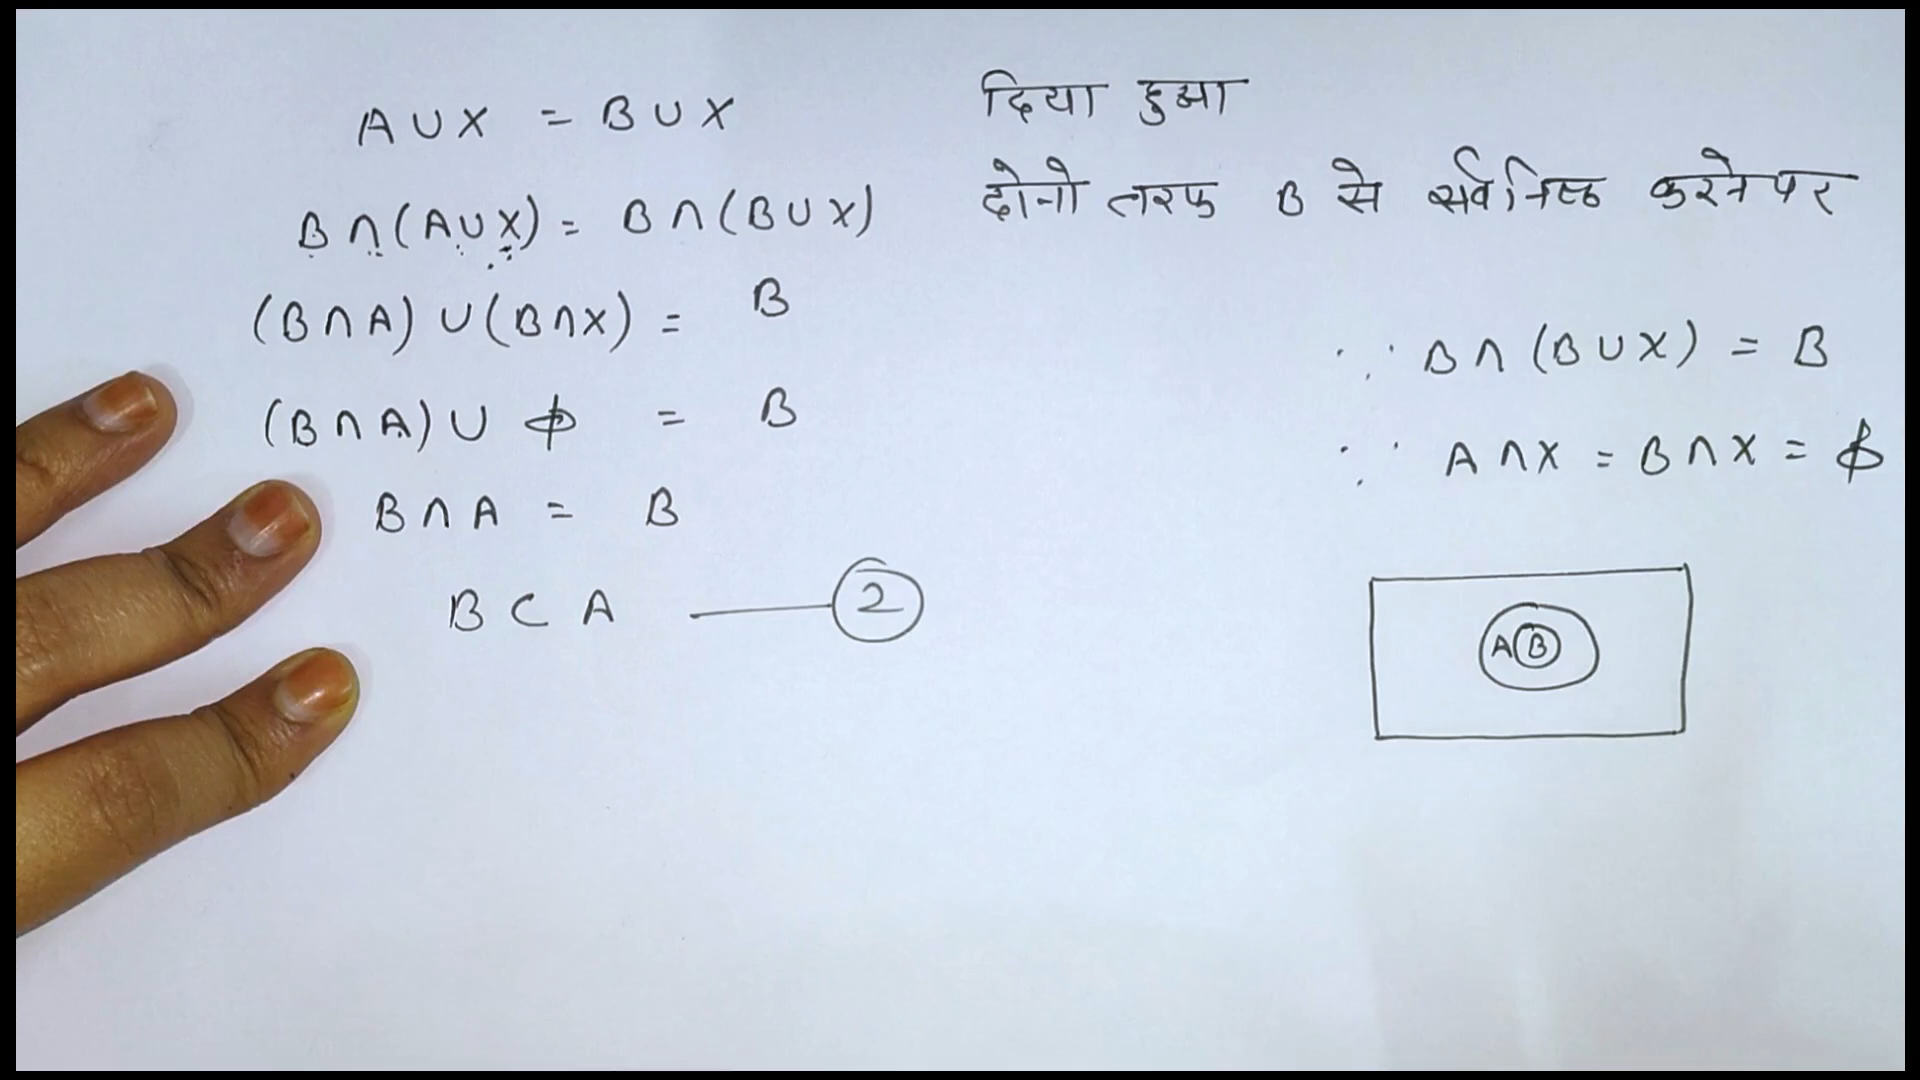 A ∪ X = B ∪ X दिया हुआ
B ∩ (A ∪ X) = B ∩ (B ∪ X) दोनो तरफ B से सर्वनिष्ठ करने पर
(B ∩ A) ∪ (B ∩ X) = B ∵ B ∩ (B ∪ X) = B
(B ∩ A) ∪ ϕ = B ∵ A ∩ X = B ∩ X = ϕ
B ∩ A = B
B ⊂ A —— 2
A B